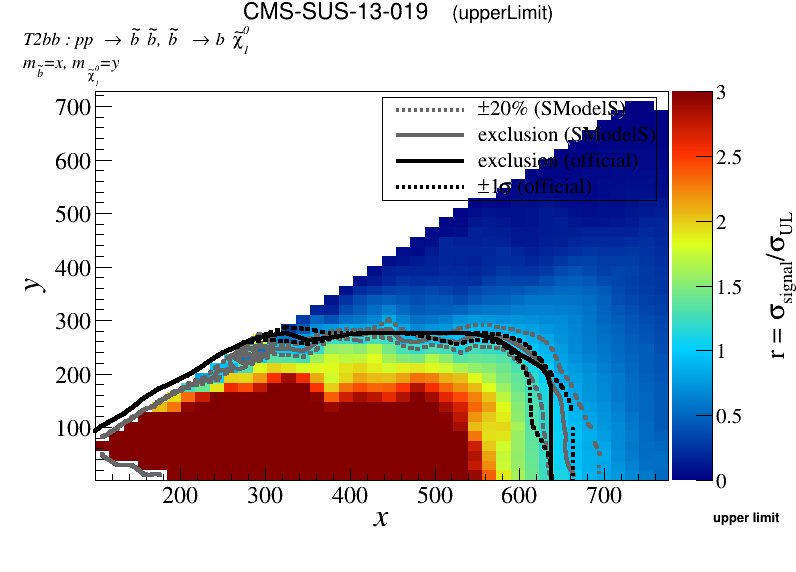 CMS-SUS-13-019 (upperLimit)
T2bb : pp → b̃ b̃, b̃ → b χ̃⁰₁
m_b̃=x, m_χ̃⁰₁=y
±20% (SModelS)
exclusion (SModelS)
exclusion (official)
±1σ (official)
700
600
500
400
300
200
100
y
200
300
400
500
600
700
x
3
2.5
2
1.5
1
0.5
0
r = σ_signal/σ_UL
upper limit